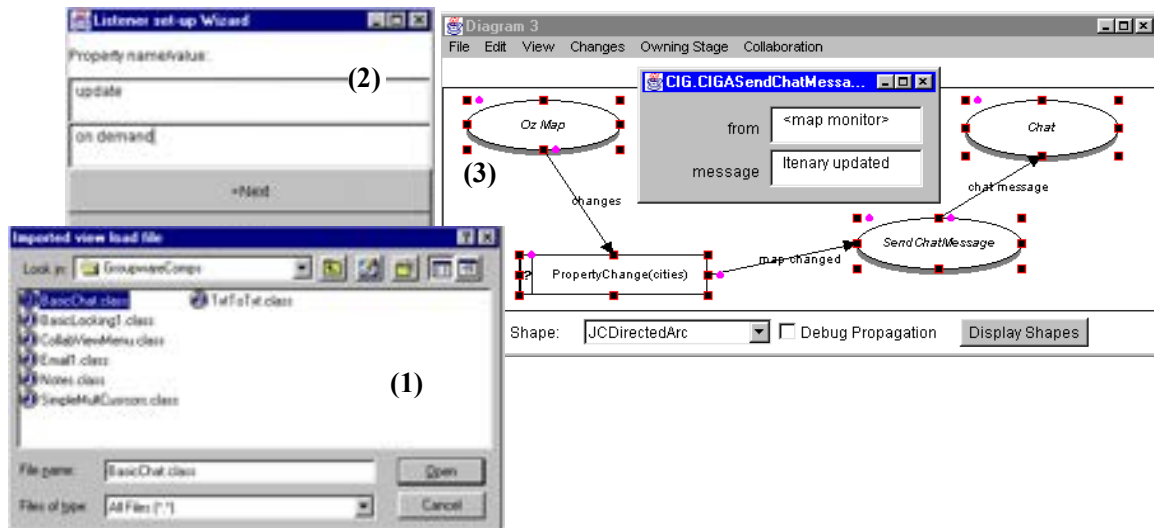 Listener set-up Wizard
Property name/value:
(2)
update
on demand
+Next
Imported view load file
Look in: GroupwareComps
BasicChat.class
TxtToTxt.class
BasicLocking1.class
CollabViewMenu.class
Email1.class
Notes.class
SimpleMultCursors.class
(1)
File name: BasicChat.class
Open
Files of type: All Files (*.*)
Cancel
Diagram 3
File Edit View Changes Owning Stage Collaboration
CIG.CIGASendChatMessa...
from <map monitor>
message Itenary updated
Oz Map
Chat
(3)
changes
chat message
SendChatMessage
? PropertyChange(cities)
map changed
Shape: JCDirectedArc Debug Propagation Display Shapes